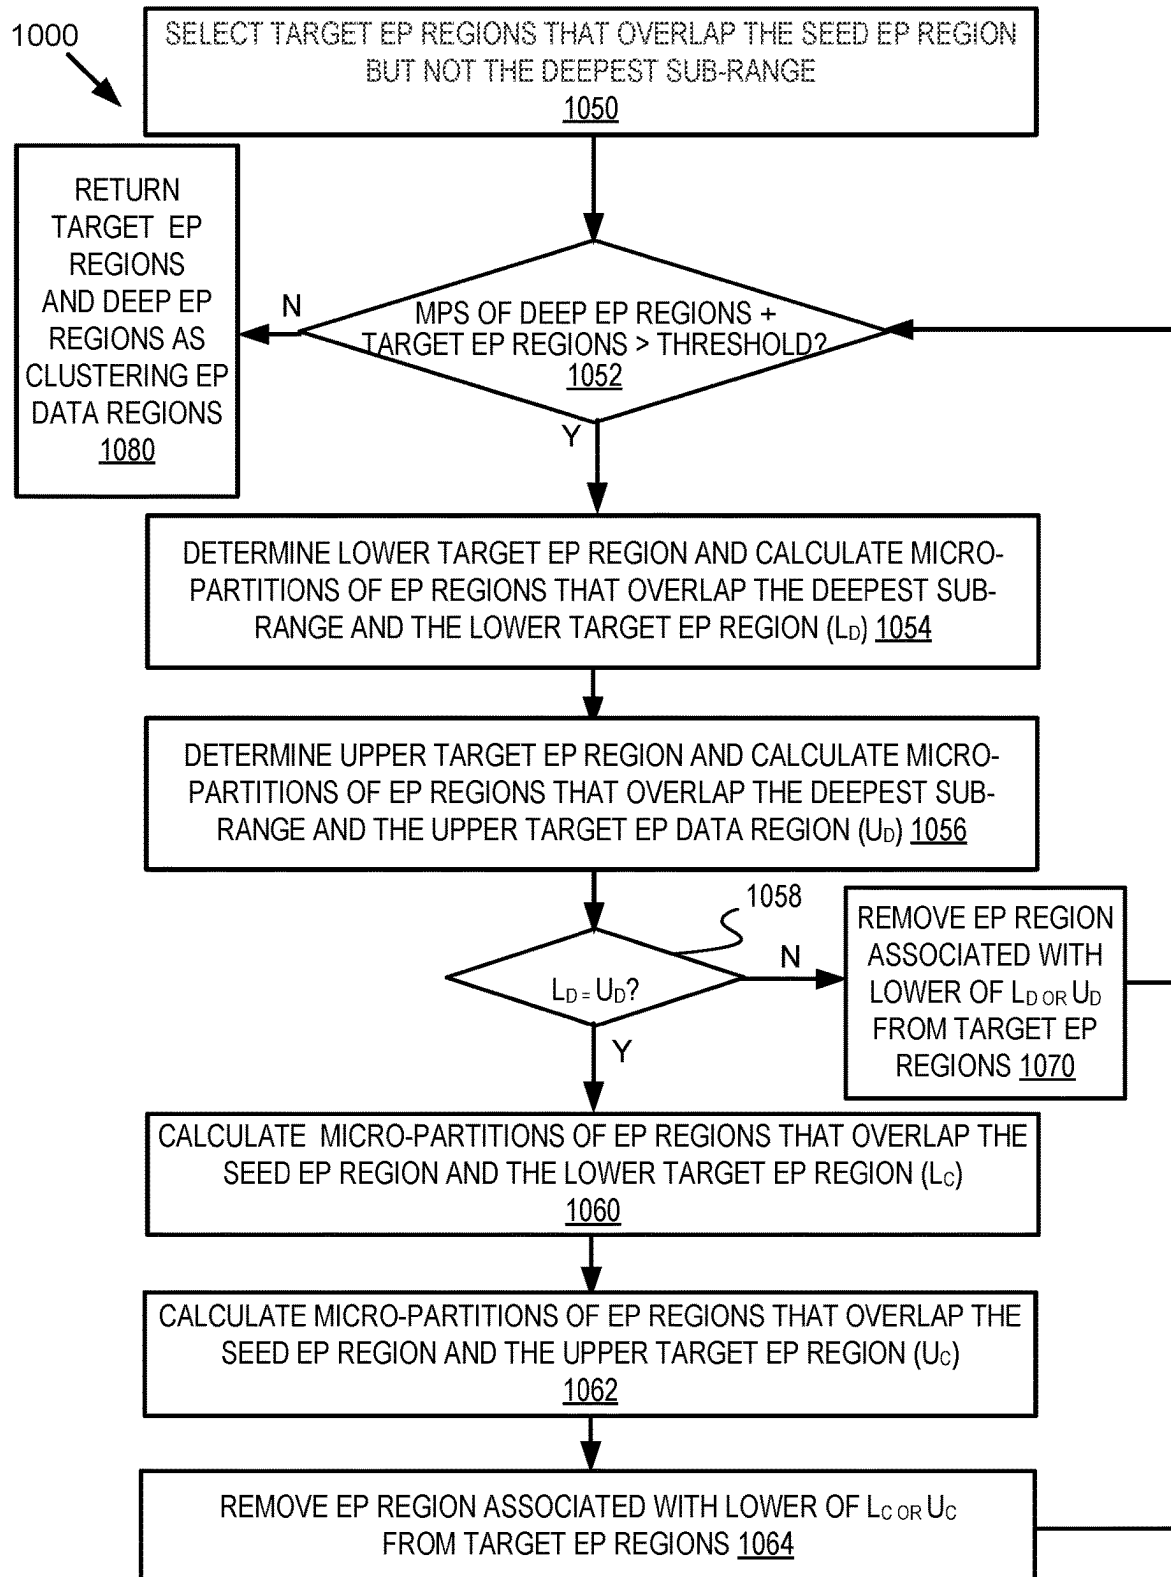 1000
SELECT TARGET EP REGIONS THAT OVERLAP THE SEED EP REGION
BUT NOT THE DEEPEST SUB-RANGE
1050
RETURN
TARGET EP
REGIONS
AND DEEP EP
REGIONS AS
CLUSTERING EP
DATA REGIONS
1080
N
MPS OF DEEP EP REGIONS +
TARGET EP REGIONS > THRESHOLD?
1052
Y
DETERMINE LOWER TARGET EP REGION AND CALCULATE MICRO-
PARTITIONS OF EP REGIONS THAT OVERLAP THE DEEPEST SUB-
RANGE AND THE LOWER TARGET EP REGION (LD) 1054
DETERMINE UPPER TARGET EP REGION AND CALCULATE MICRO-
PARTITIONS OF EP REGIONS THAT OVERLAP THE DEEPEST SUB-
RANGE AND THE UPPER TARGET EP DATA REGION (UD) 1056
1058
LD = UD?
N
Y
REMOVE EP REGION
ASSOCIATED WITH
LOWER OF LD OR UD
FROM TARGET EP
REGIONS 1070
CALCULATE MICRO-PARTITIONS OF EP REGIONS THAT OVERLAP THE
SEED EP REGION AND THE LOWER TARGET EP REGION (LC)
1060
CALCULATE MICRO-PARTITIONS OF EP REGIONS THAT OVERLAP THE
SEED EP REGION AND THE UPPER TARGET EP REGION (UC)
1062
REMOVE EP REGION ASSOCIATED WITH LOWER OF LC OR UC
FROM TARGET EP REGIONS 1064